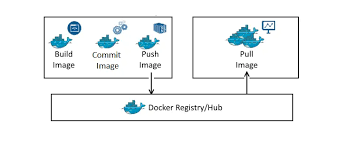 Build
Image
Commit
Image
Push
Image
Pull
Image
Docker Registry/Hub